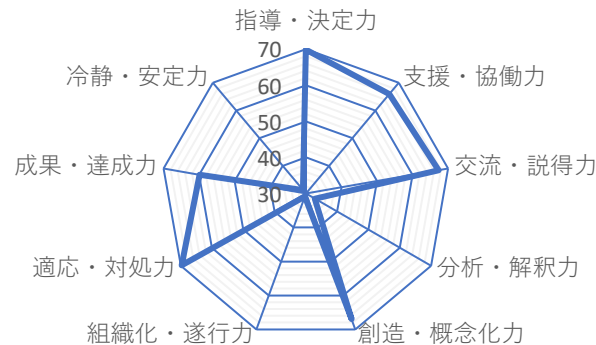 指導・決定力
70
冷静・安定力
支援・協働力
60
50
成果・達成力
40
交流・説得力
30
適応・対処力
分析・解釈力
組織化・遂行力
創造・概念化力